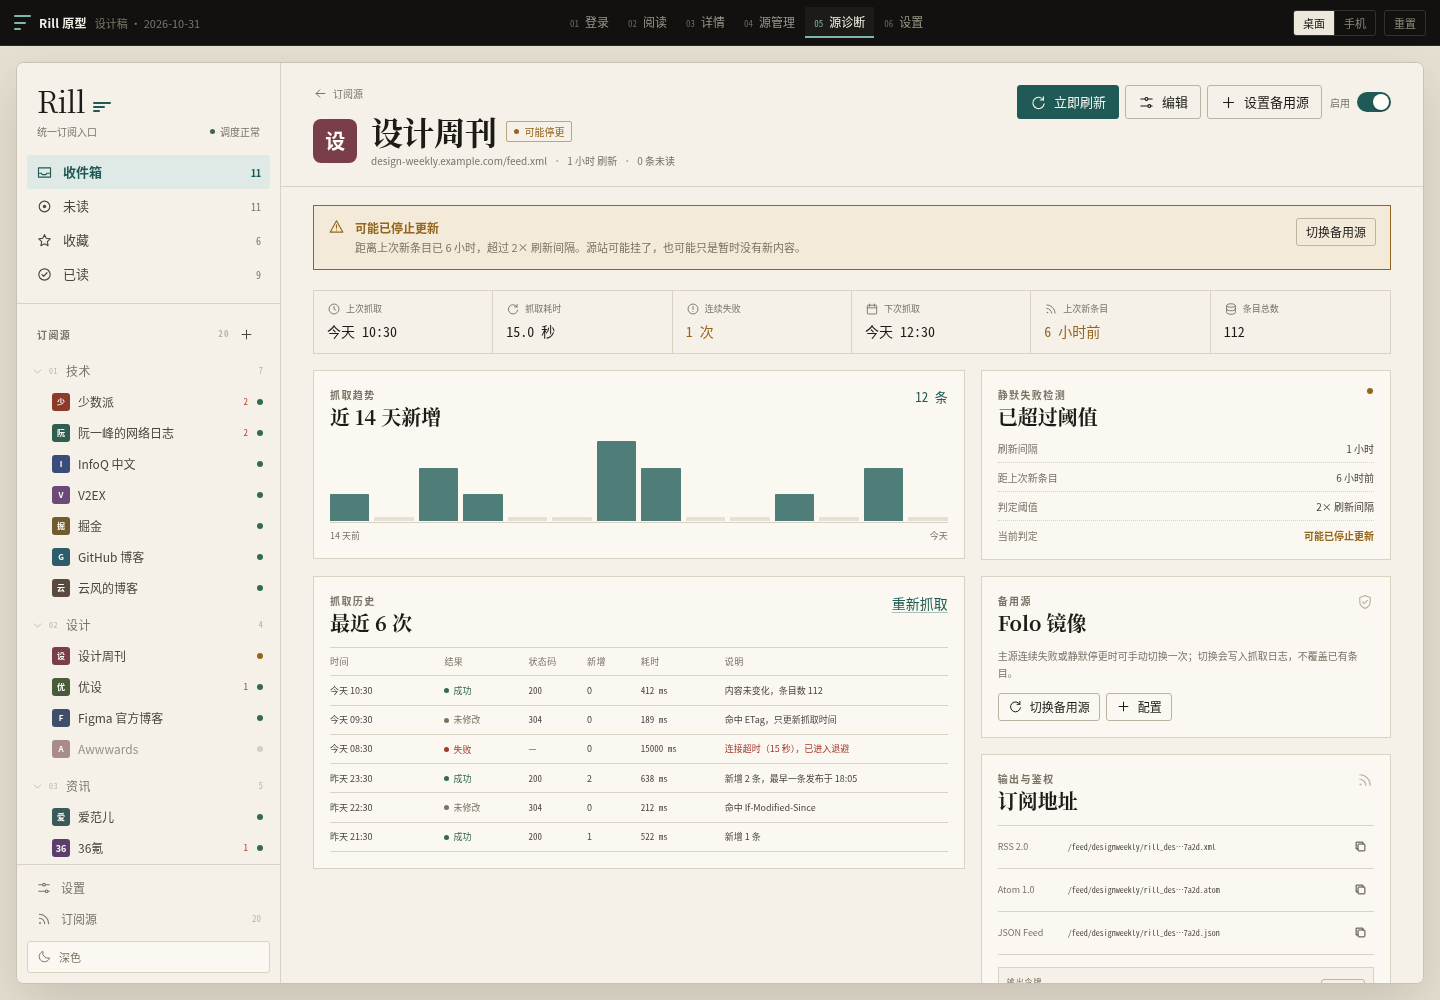 Rill 原型 设计稿 · 2026-10-31
01 登录 02 阅读 03 详情 04 源管理 05 源诊断 06 设置
桌面 手机 重置
Rill
统一订阅入口 调度正常
收件箱 11
未读 11
收藏 6
已读 9
订阅源 20
01 技术 7
少 少数派 2
阮 阮一峰的网络日志 2
I InfoQ 中文
V V2EX
掘 掘金
G GitHub 博客
云 云风的博客
02 设计 4
设 设计周刊
优 优设 1
F Figma 官方博客
A Awwwards
03 资讯 5
爱 爱范儿
36 36氪 1
设置
订阅源 20
深色
订阅源
设 设计周刊 可能停更
design-weekly.example.com/feed.xml · 1 小时 刷新 · 0 条未读
立即刷新 编辑 设置备用源 启用
可能已停止更新
距离上次新条目已 6 小时，超过 2× 刷新间隔。源站可能挂了，也可能只是暂时没有新内容。
切换备用源
上次抓取 抓取耗时 连续失败 下次抓取 上次新条目 条目总数
今天 10:30 15.0 秒 1 次 今天 12:30 6 小时前 112
抓取趋势
近 14 天新增 12 条
14 天前 今天
静默失败检测
已超过阈值
刷新间隔 1 小时
距上次新条目 6 小时前
判定阈值 2× 刷新间隔
当前判定 可能已停止更新
抓取历史
最近 6 次 重新抓取
时间 结果 状态码 新增 耗时 说明
今天 10:30 成功 200 0 412 ms 内容未变化，条目数 112
今天 09:30 未修改 304 0 189 ms 命中 ETag，只更新抓取时间
今天 08:30 失败 — 0 15000 ms 连接超时（15 秒），已进入退避
昨天 23:30 成功 200 2 638 ms 新增 2 条，最早一条发布于 18:05
昨天 22:30 未修改 304 0 212 ms 命中 If-Modified-Since
昨天 21:30 成功 200 1 522 ms 新增 1 条
备用源
Folo 镜像
主源连续失败或静默停更时可手动切换一次；切换会写入抓取日志，不覆盖已有条
目。
切换备用源 配置
输出与鉴权
订阅地址
RSS 2.0 /feed/designweekly/rill_des…7a2d.xml
Atom 1.0 /feed/designweekly/rill_des…7a2d.atom
JSON Feed /feed/designweekly/rill_des…7a2d.json